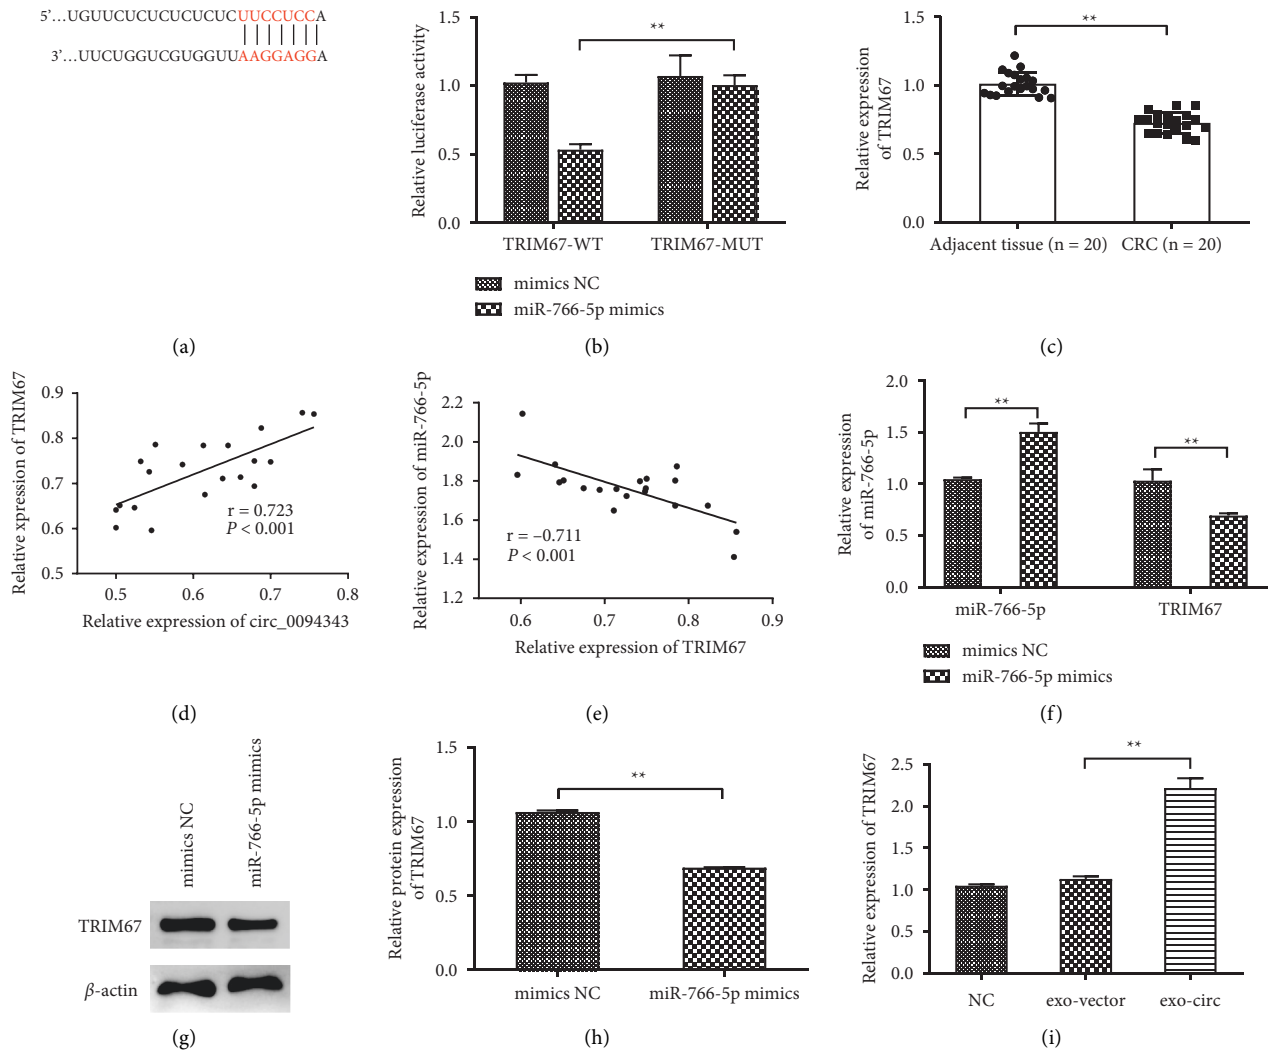 5'…UGUUCUCUCUCUCUCUUCCUCCA
3'…UUCUGGUCGUGGUUAAGGAGGA
(a)
Relative luciferase activity
1.5
1.0
0.5
0.0
**
TRIM67-WT
TRIM67-MUT
mimics NC
miR-766-5p mimics
(b)
Relative expression
of TRIM67
1.5
1.0
0.5
0.0
**
Adjacent tissue (n = 20)
CRC (n = 20)
(c)
Relative xpression of TRIM67
0.9
0.8
0.7
0.6
0.5
r = 0.723
P < 0.001
0.5
0.6
0.7
0.8
Relative expression of circ_0094343
(d)
Relative expression of miR-766-5p
2.2
2.0
1.8
1.6
1.4
1.2
r = –0.711
P < 0.001
0.6
0.7
0.8
0.9
Relative expression of TRIM67
(e)
Relative expression
of miR-766-5p
2.0
1.5
1.0
0.5
0.0
**
**
miR-766-5p
TRIM67
mimics NC
miR-766-5p mimics
(f)
mimics NC
miR-766-5p mimics
TRIM67
β-actin
(g)
Relative protein expression
of TRIM67
1.5
1.0
0.5
0.0
**
mimics NC
miR-766-5p mimics
(h)
Relative expression of TRIM67
2.5
2.0
1.5
1.0
0.5
0.0
**
NC
exo-vector
exo-circ
(i)